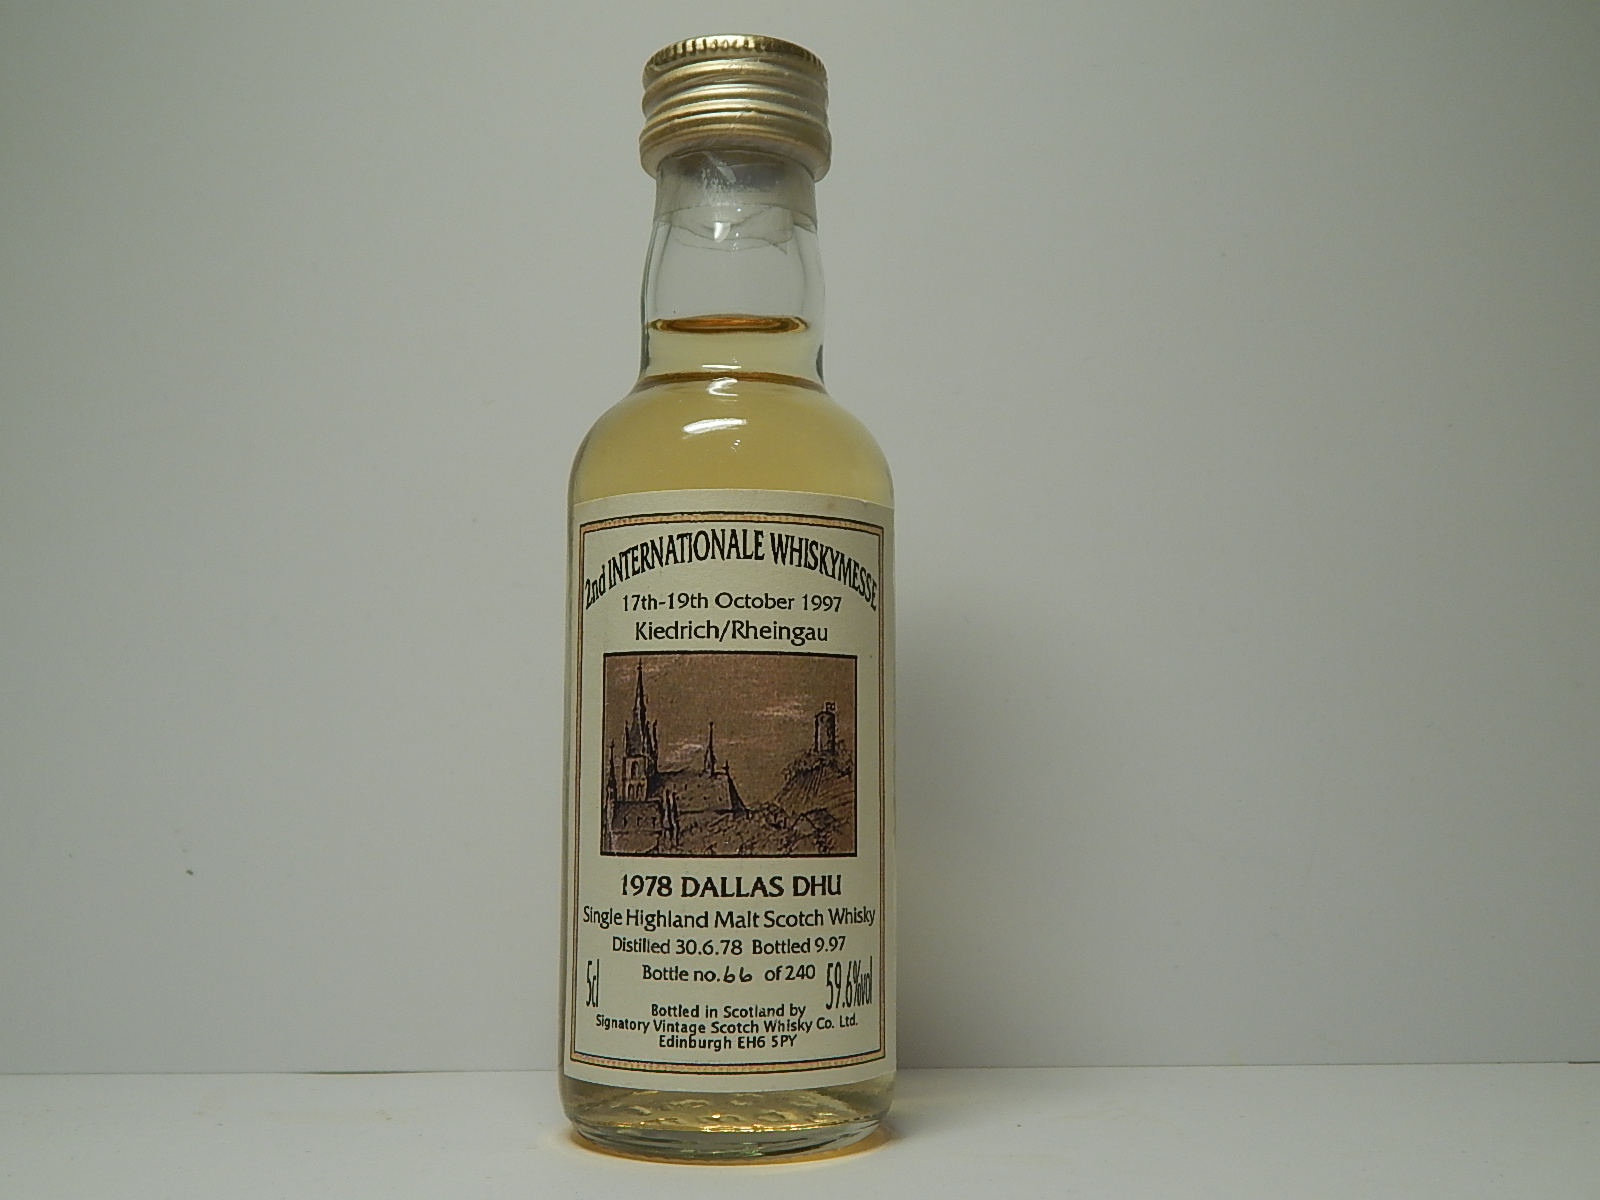 2nd INTERNATIONALE WHISKYMESSE
17th-19th October 1997
Kiedrich/Rheingau
1978 DALLAS DHU
Single Highland Malt Scotch Whisky
Distilled 30.6.78 Bottled 9.97
Bottle no. 66 of 240
5cl 59.6%vol
Bottled in Scotland by
Signatory Vintage Scotch Whisky Co. Ltd.
Edinburgh EH6 5PY